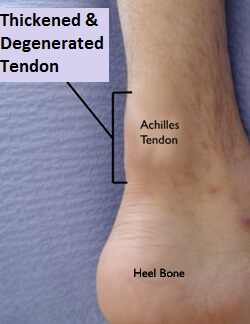 Thickened &
Degenerated
Tendon
Achilles
Tendon
Heel Bone